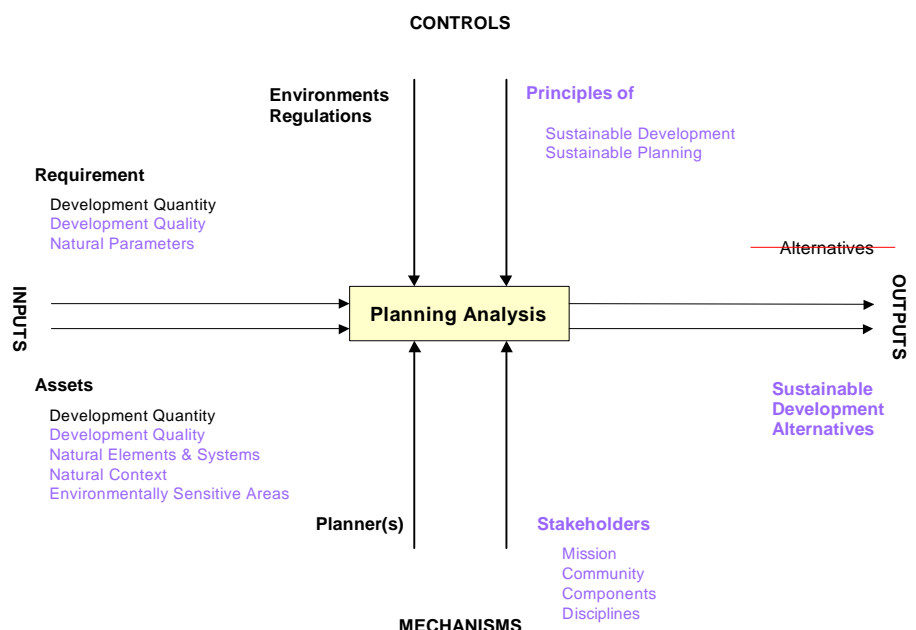 CONTROLS
Environments
Regulations
Principles of
Sustainable Development
Sustainable Planning
Requirement
Development Quantity
Development Quality
Natural Parameters
Alternatives
INPUTS
Planning Analysis
OUTPUTS
Assets
Development Quantity
Development Quality
Natural Elements & Systems
Natural Context
Environmentally Sensitive Areas
Sustainable
Development
Alternatives
Planner(s)
Stakeholders
Mission
Community
Components
Disciplines
MECHANISMS